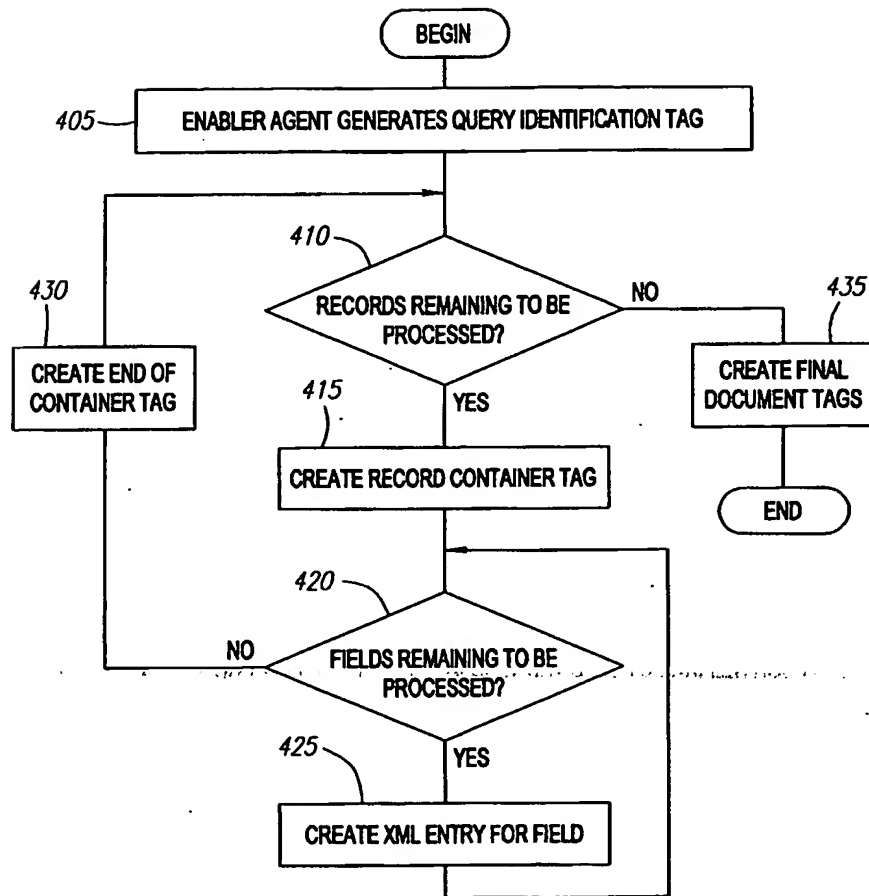 BEGIN
405
ENABLER AGENT GENERATES QUERY IDENTIFICATION TAG
410
RECORDS REMAINING TO BE
PROCESSED?
NO
YES
430
CREATE END OF
CONTAINER TAG
435
CREATE FINAL
DOCUMENT TAGS
END
415
CREATE RECORD CONTAINER TAG
420
FIELDS REMAINING TO BE
PROCESSED?
NO
YES
425
CREATE XML ENTRY FOR FIELD